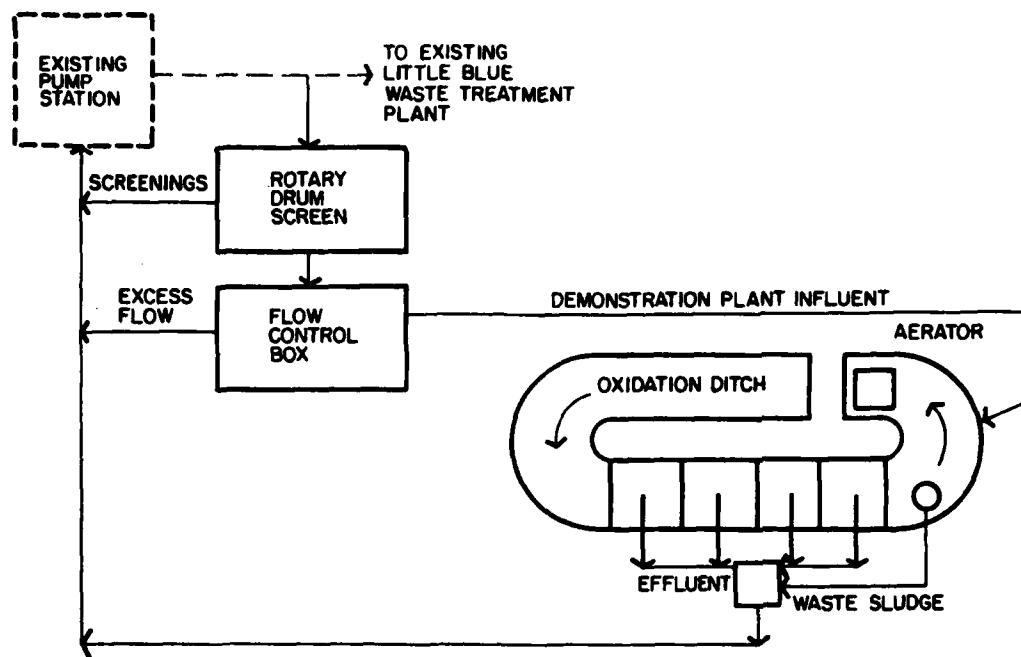 EXISTING
PUMP
STATION
TO EXISTING
LITTLE BLUE
WASTE TREATMENT
PLANT
SCREENINGS
ROTARY
DRUM
SCREEN
EXCESS
FLOW
FLOW
CONTROL
BOX
DEMONSTRATION PLANT INFLUENT
AERATOR
OXIDATION DITCH
EFFLUENT
WASTE SLUDGE